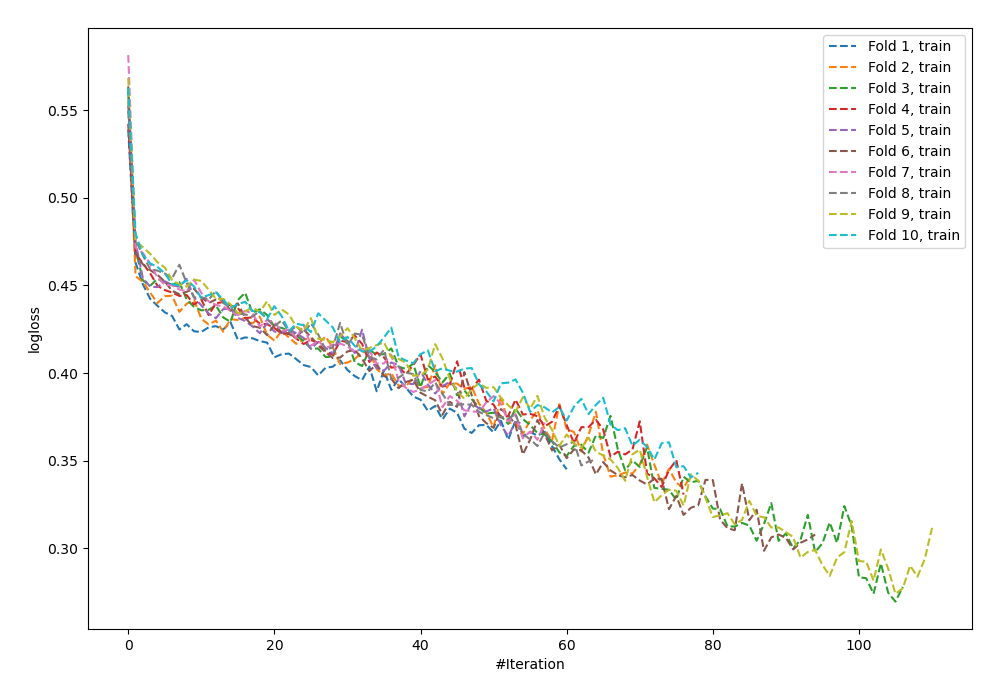 Fold 1, train
Fold 2, train
Fold 3, train
Fold 4, train
Fold 5, train
Fold 6, train
Fold 7, train
Fold 8, train
Fold 9, train
Fold 10, train
0.55
0.50
0.45
0.40
0.35
0.30
logloss
0 20 40 60 80 100
#Iteration